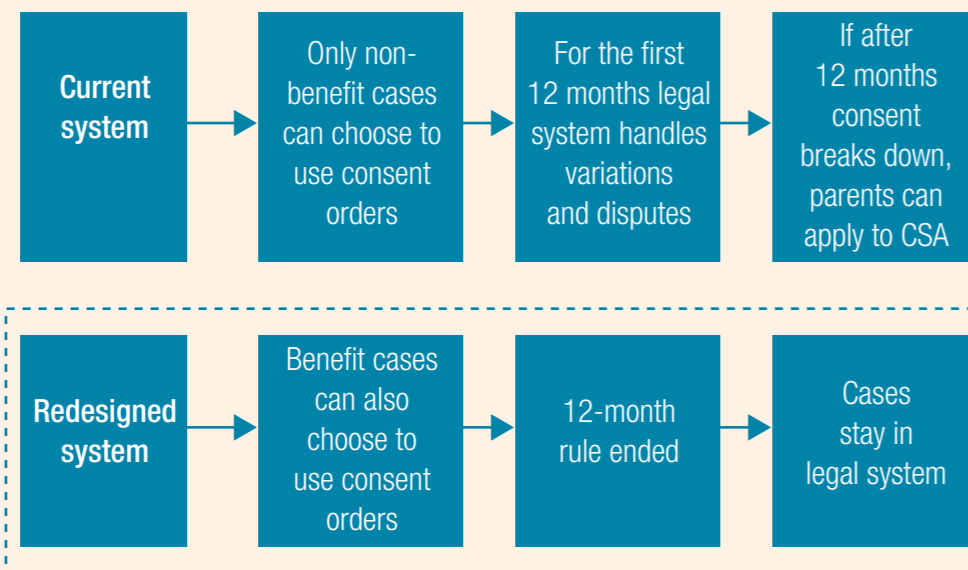 Current
system
Only non-
benefit cases
can choose to
use consent
orders
For the first
12 months legal
system handles
variations
and disputes
If after
12 months
consent
breaks down,
parents can
apply to CSA
Redesigned
system
Benefit cases
can also
choose to
use consent
orders
12-month
rule ended
Cases
stay in
legal system